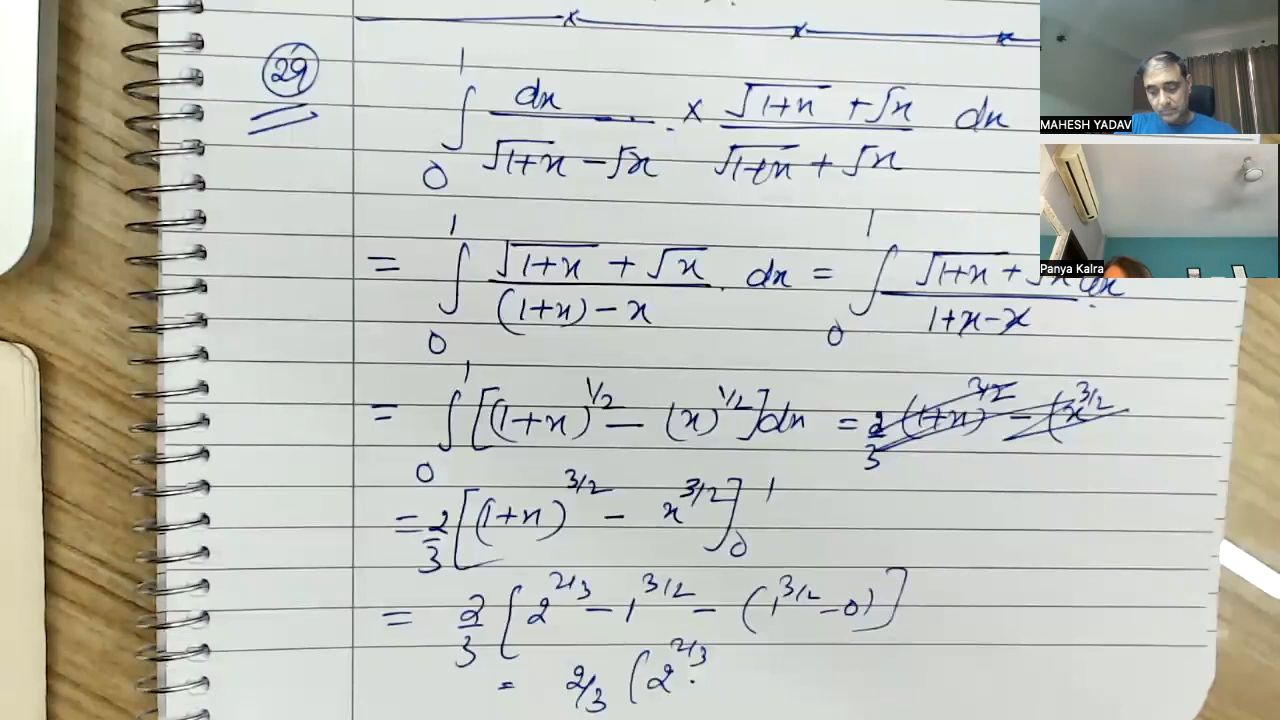 29
∫₀¹ dx/(√(1+x) − √x) × (√(1+x) + √x)/(√(1+x) + √x) dx
MAHESH YADAV
= ∫₀¹ (√(1+x) + √x)/((1+x) − x) . dx = ∫₀¹ (√(1+x) + √x)/(1+x−x) dx
Panya Kalra
= ∫₀¹ [(1+x)^1/2 − (x)^1/2] dx = 2/3 (1+x)^3/2 − (x^3/2
= 2/3 [(1+x)^3/2 − x^3/2]₀¹
= 2/3 [2^2/3 − 1^3/2 − (1^3/2 − 0)]
= 2/3 (2^2/3 .